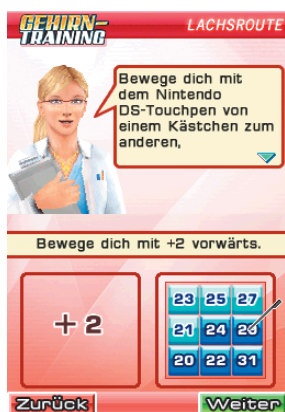 GEHIRN-
TRAINING
LACHSROUTE
Bewege dich mit
dem Nintendo
DS-Touchpen von
einem Kästchen zum
anderen,
Bewege dich mit +2 vorwärts.
+ 2
23 25 27
21 24 29
20 22 31
Zurück
Weiter